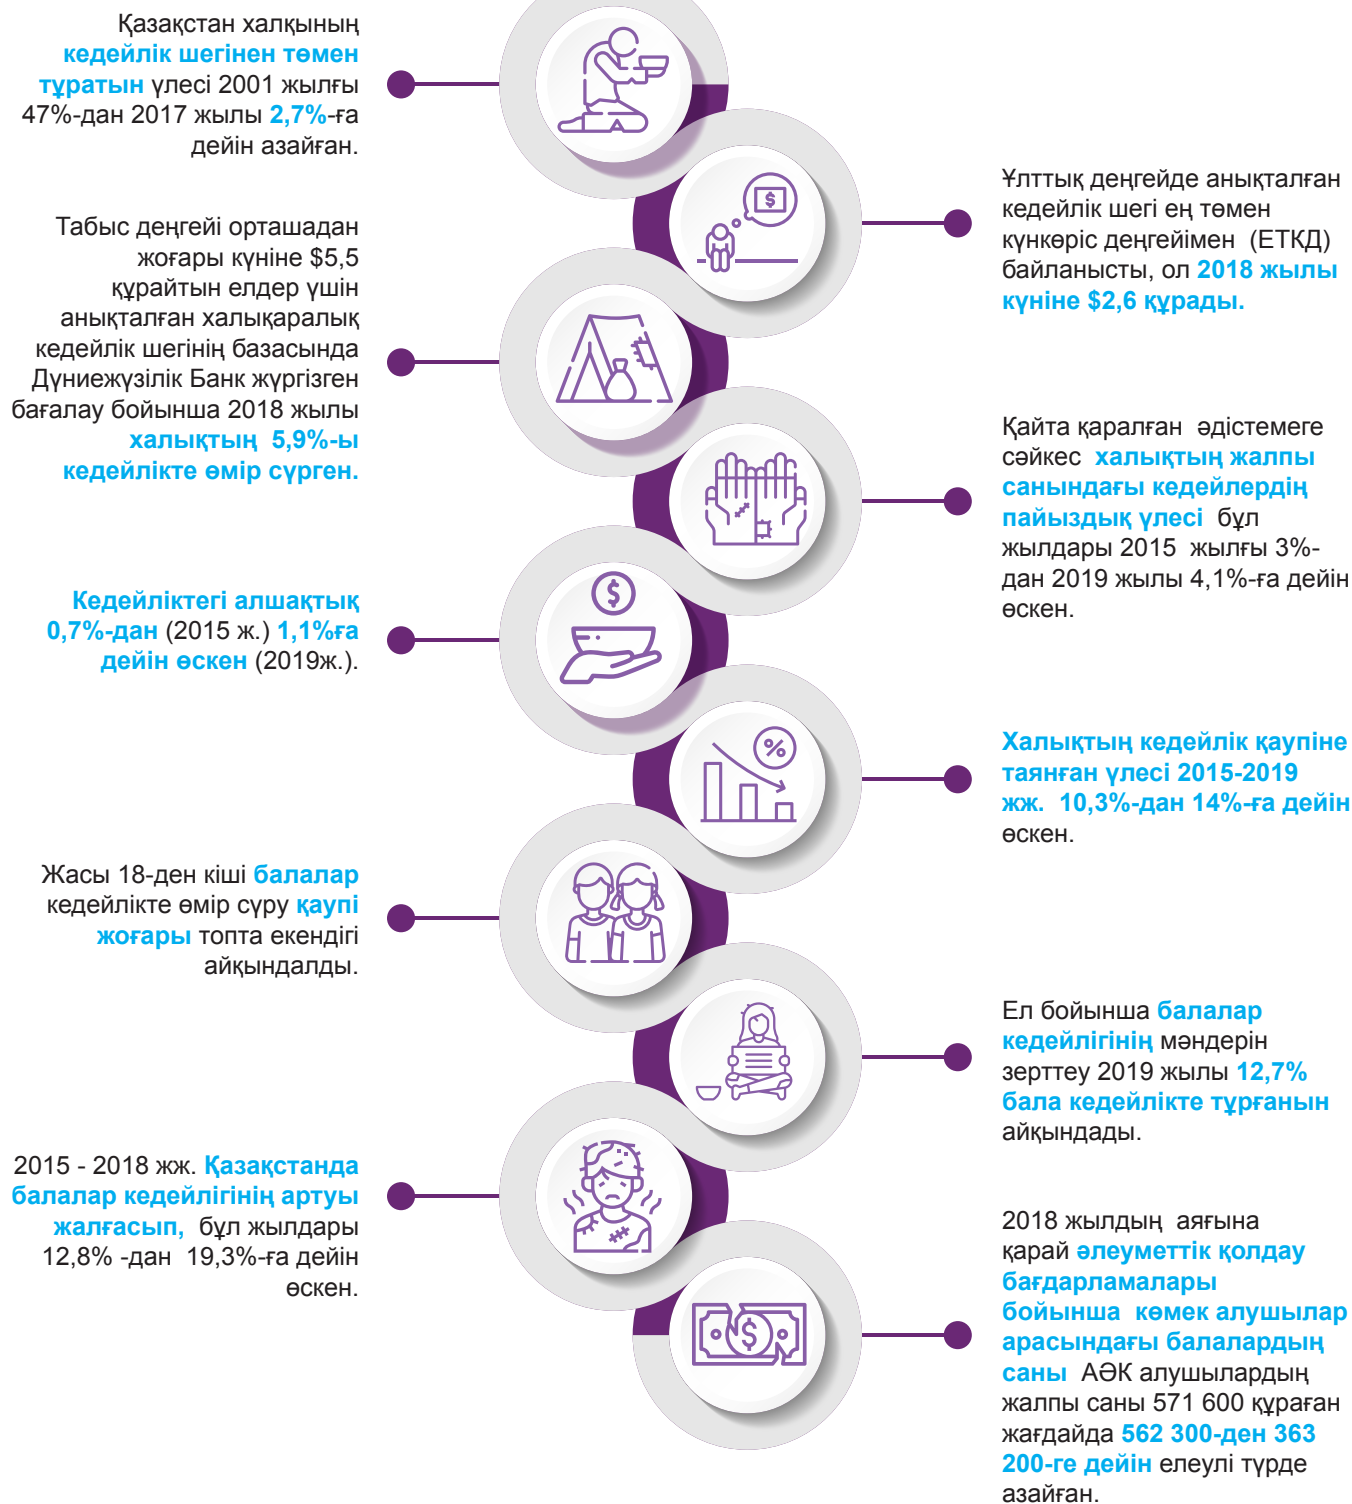 Қазақстан халқының
кедейлік шегінен төмен
тұратын үлесі 2001 жылғы
47%-дан 2017 жылы 2,7%-ға
дейін азайған.
Ұлттық деңгейде анықталған
кедейлік шегі ең төмен
күнкөріс деңгейімен (ЕТКД)
байланысты, ол 2018 жылы
күніне $2,6 құрады.
Табыс деңгейі орташадан
жоғары күніне $5,5
құрайтын елдер үшін
анықталған халықаралық
кедейлік шегінің базасында
Дүниежүзілік Банк жүргізген
бағалау бойынша 2018 жылы
халықтың 5,9%-ы
кедейлікте өмір сүрген.
Қайта қаралған әдістемеге
сәйкес халықтың жалпы
санындағы кедейлердің
пайыздық үлесі бұл
жылдары 2015 жылғы 3%-
дан 2019 жылы 4,1%-ға дейін
өскен.
Кедейліктегі алшақтық
0,7%-дан (2015 ж.) 1,1%ға
дейін өскен (2019ж.).
Халықтың кедейлік қаупіне
таянған үлесі 2015-2019
жж. 10,3%-дан 14%-ға дейін
өскен.
Жасы 18-ден кіші балалар
кедейлікте өмір сүру қаупі
жоғары топта екендігі
айқындалды.
Ел бойынша балалар
кедейлігінің мәндерін
зерттеу 2019 жылы 12,7%
бала кедейлікте тұрғанын
айқындады.
2015 - 2018 жж. Қазақстанда
балалар кедейлігінің артуы
жалғасып, бұл жылдары
12,8% -дан 19,3%-ға дейін
өскен.
2018 жылдың аяғына
қарай әлеуметтік қолдау
бағдарламалары
бойынша көмек алушылар
арасындағы балалардың
саны АӘК алушылардың
жалпы саны 571 600 құраған
жағдайда 562 300-ден 363
200-ге дейін елеулі түрде
азайған.